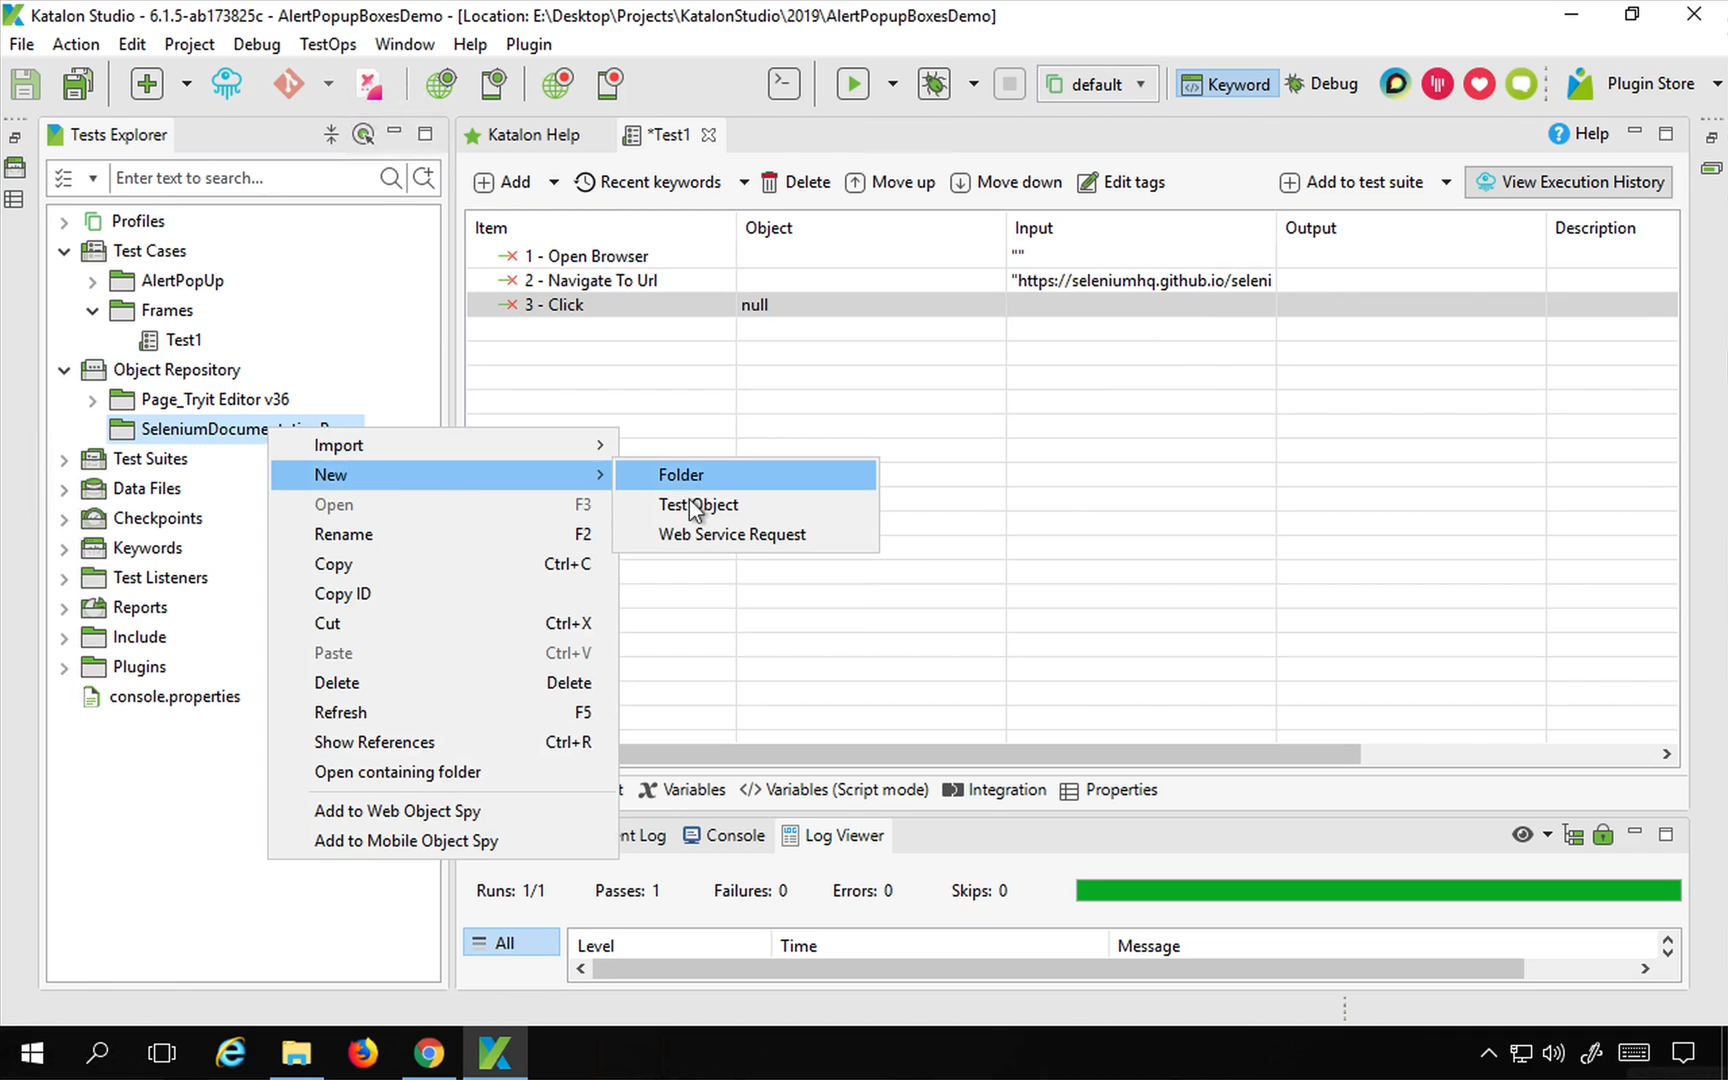 Katalon Studio - 6.1.5-ab173825c - AlertPopupBoxesDemo - [Location: E:\Desktop\Projects\KatalonStudio\2019\AlertPopupBoxesDemo]
File Action Edit Project Debug TestOps Window Help Plugin
default Keyword Debug Plugin Store
Tests Explorer
Katalon Help *Test1 Help
Enter text to search...
Add Recent keywords Delete Move up Move down Edit tags Add to test suite View Execution History
Item Object Input Output Description
1 - Open Browser ""
2 - Navigate To Url "https://seleniumhq.github.io/seleni
3 - Click null
Profiles
Test Cases
AlertPopUp
Frames
Test1
Object Repository
Page_Tryit Editor v36
Test Suites
Data Files
Checkpoints
Keywords
Test Listeners
Reports
Include
Plugins
console.properties
Import
New
Open F3
Rename F2
Copy Ctrl+C
Copy ID
Cut Ctrl+X
Paste Ctrl+V
Delete Delete
Refresh F5
Show References Ctrl+R
Open containing folder
Add to Web Object Spy
Add to Mobile Object Spy
Folder
Test Object
Web Service Request
Variables Variables (Script mode) Integration Properties
Log Console Log Viewer
Runs: 1/1 Passes: 1 Failures: 0 Errors: 0 Skips: 0
All Level Time Message